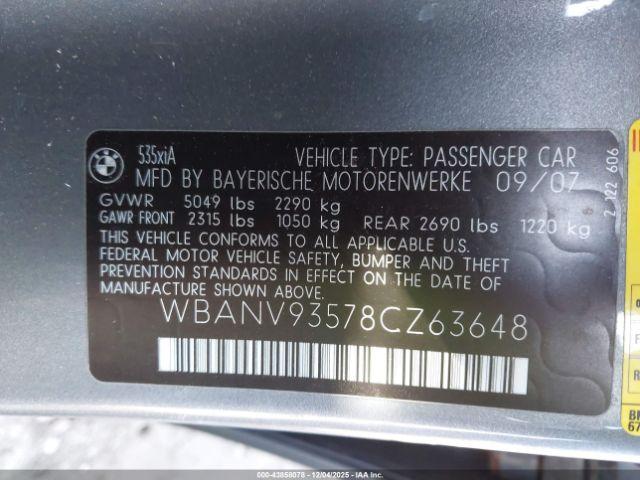 BMW
535xiA VEHICLE TYPE: PASSENGER CAR
MFD BY BAYERISCHE MOTORENWERKE 09/07
GVWR 5049 lbs 2290 kg
GAWR FRONT 2315 lbs 1050 kg REAR 2690 lbs 1220 kg
THIS VEHICLE CONFORMS TO ALL APPLICABLE U.S.
FEDERAL MOTOR VEHICLE SAFETY, BUMPER AND THEFT
PREVENTION STANDARDS IN EFFECT ON THE DATE OF
MANUFACTURE SHOWN ABOVE.
WBANV93578CZ63648
2 122 606
000-43858078 - 12/04/2025 - IAA Inc.